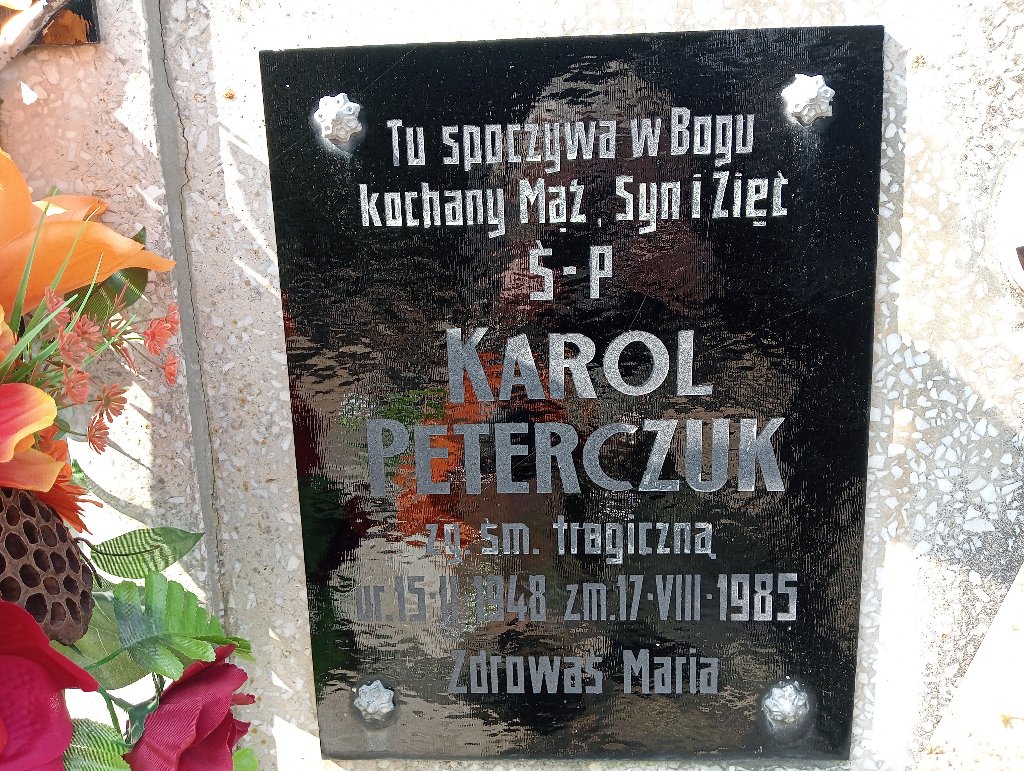 Tu spoczywa w Bogu
kochany Mąż, Syn i Zięć
Ś-P
KAROL
PETERCZUK
zg. śm. tragiczną
ur. 15. 1948 zm. 17·VIII·1985
Zdrowaś Maria